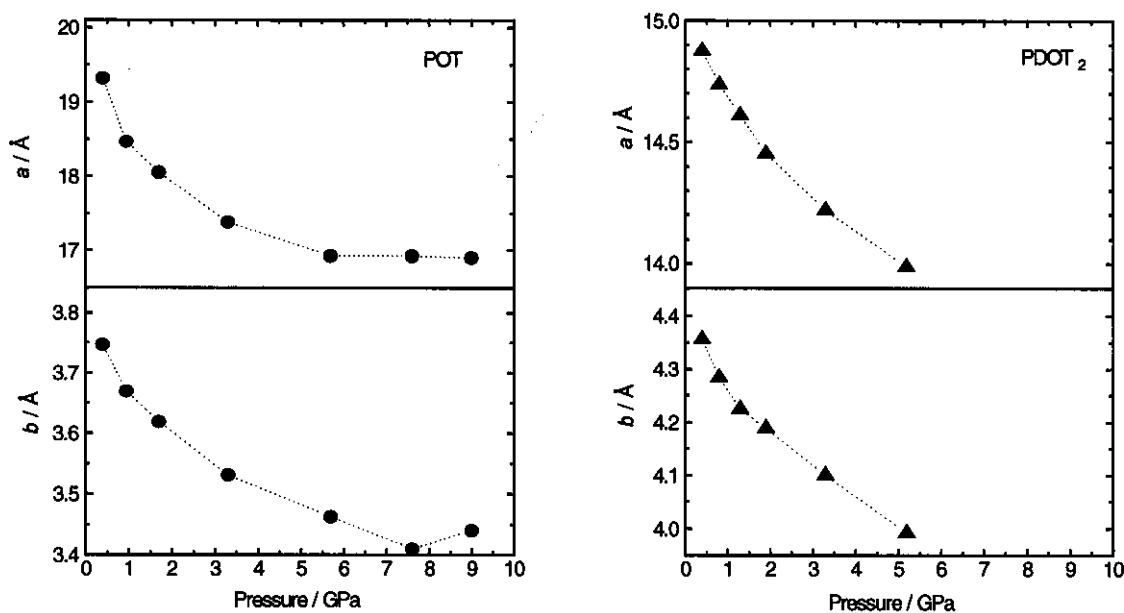 POT
a / Å
20
19
18
17
b / Å
3.8
3.7
3.6
3.5
3.4
0 1 2 3 4 5 6 7 8 9 10
Pressure / GPa
PDOT 2
a / Å
15.0
14.5
14.0
b / Å
4.4
4.3
4.2
4.1
4.0
0 1 2 3 4 5 6 7 8 9 10
Pressure / GPa